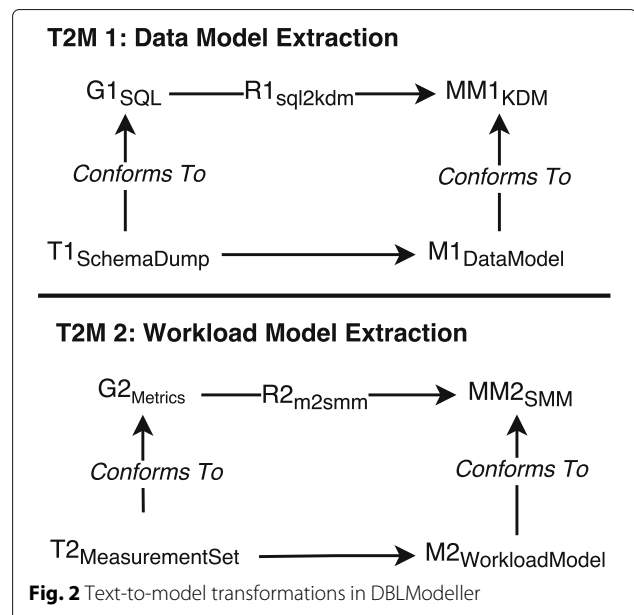 T2M 1: Data Model Extraction
G1SQL R1sql2kdm MM1KDM
Conforms To Conforms To
T1SchemaDump M1DataModel
T2M 2: Workload Model Extraction
G2Metrics R2m2smm MM2SMM
Conforms To Conforms To
T2MeasurementSet M2WorkloadModel
Fig. 2 Text-to-model transformations in DBLModeller